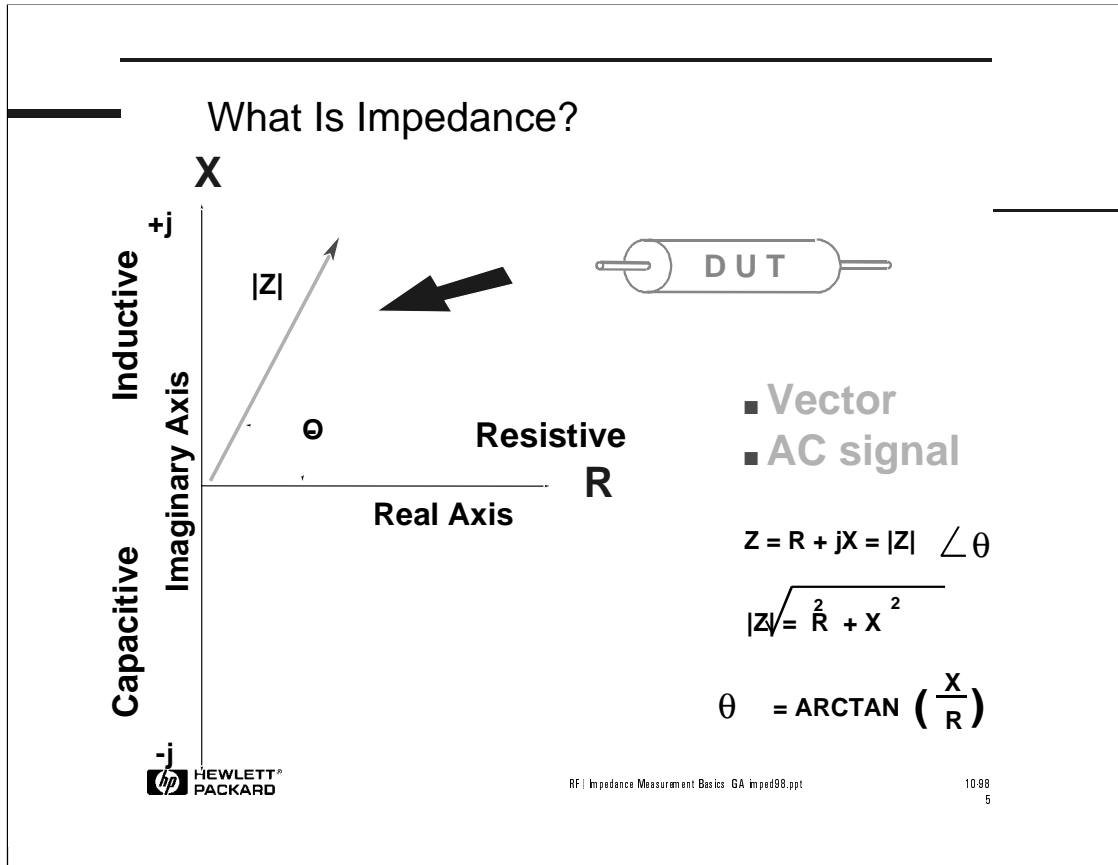 What Is Impedance?
X
+j
Inductive
|Z|
DUT
Imaginary Axis
Θ
Resistive
R
Real Axis
Capacitive
-j
■ Vector
■ AC signal
Z = R + jX = |Z| ∠ θ
|Z| = √ R² + X²
θ = ARCTAN ( X / R )
hp HEWLETT®
PACKARD
RF | Impedance Measurement Basics GA imped98.ppt
10-98
5